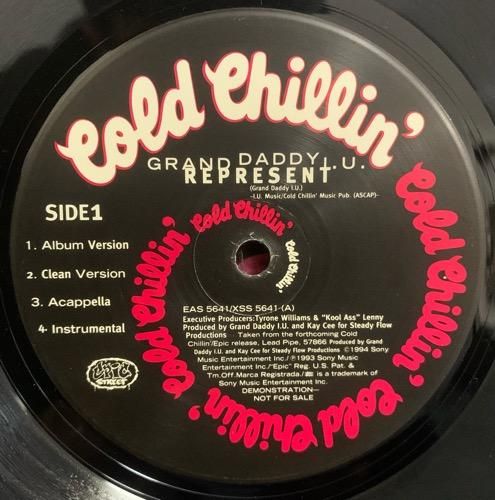 Cold Chillin'
GRAND DADDY I.U.
REPRESENT
(Grand Daddy I.U.)
-I.U. Music/Cold Chillin' Music Pub. (ASCAP)-
SIDE1
1. Album Version
2. Clean Version
3. Acappella
4 Instrumental
Cold Chillin'
Cold Chillin'
Cold Chillin'
Cold Chillin'
Cold Chillin'
Cold Chillin'
EAS 5641/XSS 5641-(A)
Executive Producers:Tyrone Williams & "Kool Ass" Lenny
Produced by Grand Daddy I.U. and Kay Cee for Steady Flow
Productions Taken from the forthcoming Cold
Chillin'/Epic release, Lead Pipe, 57866 Produced by Grand
Daddy I.U. and Kay Cee for Steady Flow Productions ©1994 Sony
Music Entertainment Inc./℗1993 Sony Music
Entertainment Inc./"Epic" Reg. U.S. Pat. &
Tm.Off.Marca Registrada./ is a trademark of
Sony Music Entertainment Inc.
DEMONSTRATION—
NOT FOR SALE
EPIC
STREET